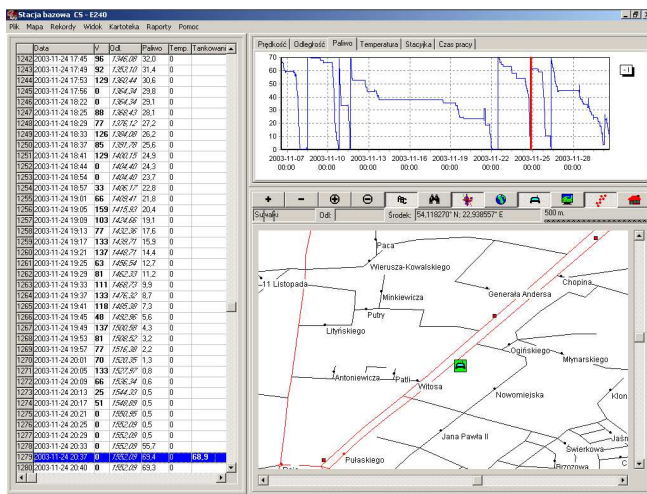 Stacja bazowa CS - E240
Plik Mapa Rekordy Widok Kartoteka Raporty Pomoc
Data V Odl. Paliwo Temp. Tankowani
1242 2003-11-24 17:45 96 1346,08 32,0 0
1243 2003-11-24 17:49 92 1353,10 31,4 0
1244 2003-11-24 17:53 129 1360,44 30,6 0
1245 2003-11-24 17:56 0 1364,34 29,8 0
1246 2003-11-24 18:22 0 1364,34 29,1 0
1247 2003-11-24 18:25 88 1368,43 28,1 0
1248 2003-11-24 18:29 77 1376,12 27,2 0
1249 2003-11-24 18:33 126 1384,08 26,2 0
1250 2003-11-24 18:37 85 1391,78 25,6 0
1251 2003-11-24 18:41 129 1400,15 24,9 0
1252 2003-11-24 18:44 0 1404,40 24,3 0
1253 2003-11-24 18:54 0 1404,40 23,7 0
1254 2003-11-24 18:57 33 1406,17 22,8 0
1255 2003-11-24 19:01 66 1409,41 21,8 0
1256 2003-11-24 19:05 159 1415,93 20,4 0
1257 2003-11-24 19:09 103 1424,66 19,1 0
1258 2003-11-24 19:13 77 1432,36 17,6 0
1259 2003-11-24 19:17 133 1439,71 15,9 0
1260 2003-11-24 19:21 137 1448,71 14,4 0
1261 2003-11-24 19:25 63 1456,54 12,7 0
1262 2003-11-24 19:29 81 1462,33 11,2 0
1263 2003-11-24 19:33 111 1468,73 9,9 0
1264 2003-11-24 19:37 133 1476,32 8,7 0
1265 2003-11-24 19:41 118 1485,38 7,3 0
1266 2003-11-24 19:45 48 1492,96 5,6 0
1267 2003-11-24 19:49 137 1500,58 4,3 0
1268 2003-11-24 19:53 81 1508,52 3,2 0
1269 2003-11-24 19:57 77 1516,38 2,2 0
1270 2003-11-24 20:01 70 1520,35 1,3 0
1271 2003-11-24 20:05 133 1527,97 0,8 0
1272 2003-11-24 20:09 66 1536,34 0,6 0
1273 2003-11-24 20:13 25 1544,33 0,5 0
1274 2003-11-24 20:17 51 1548,89 0,5 0
1275 2003-11-24 20:21 0 1550,95 0,5 0
1276 2003-11-24 20:25 0 1552,09 0,5 0
1277 2003-11-24 20:29 0 1552,09 0,5 0
1278 2003-11-24 20:33 0 1552,09 55,7 0
1279 2003-11-24 20:37 0 1552,09 69,4 0 68,9
1280 2003-11-24 20:40 0 1552,09 69,3 0
Prędkość Odległość Paliwo Temperatura Stacyjka Czas pracy
70
60
50
40
30
20
10
0
2003-11-07 2003-11-10 2003-11-13 2003-11-16 2003-11-19 2003-11-22 2003-11-25 2003-11-28
00:00 00:00 00:00 00:00 00:00 00:00 00:00 00:00
Suwałki Odl: Środek: 54,118270° N; 22,938557° E 500 m.
Paca
Wierusza-Kowalskiego
11 Listopada
Chopina
Minkiewicza
Generała Andersa
Putry
Lityńskiego
Ogińskiego
Młynarskiego
Antoniewicza
Patli
Witosa
Nowomiejska
Klon
Jana Pawła II
Jaśn
Świerkowa
Pułaskiego
Brzozowa
C